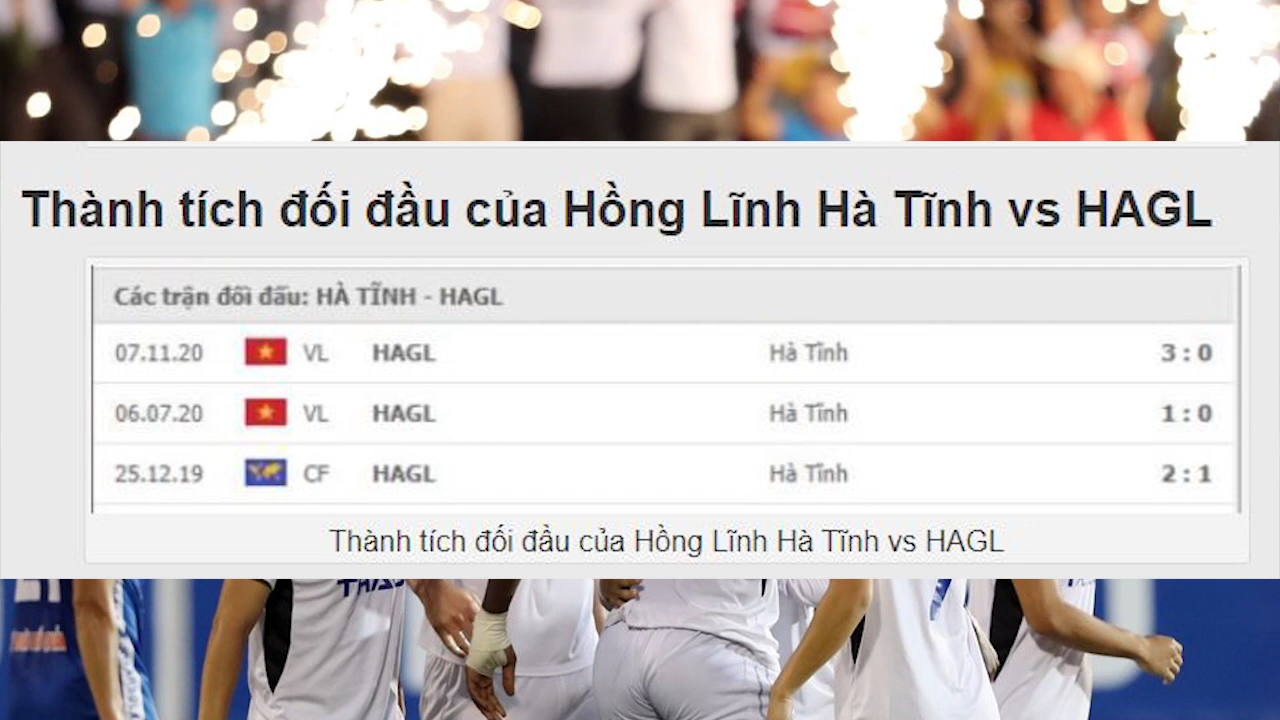 Thành tích đối đầu của Hồng Lĩnh Hà Tĩnh vs HAGL
Các trận đối đầu: HÀ TĨNH - HAGL
07.11.20 VL HAGL Hà Tĩnh 3 : 0
06.07.20 VL HAGL Hà Tĩnh 1 : 0
25.12.19 CF HAGL Hà Tĩnh 2 : 1
Thành tích đối đầu của Hồng Lĩnh Hà Tĩnh vs HAGL